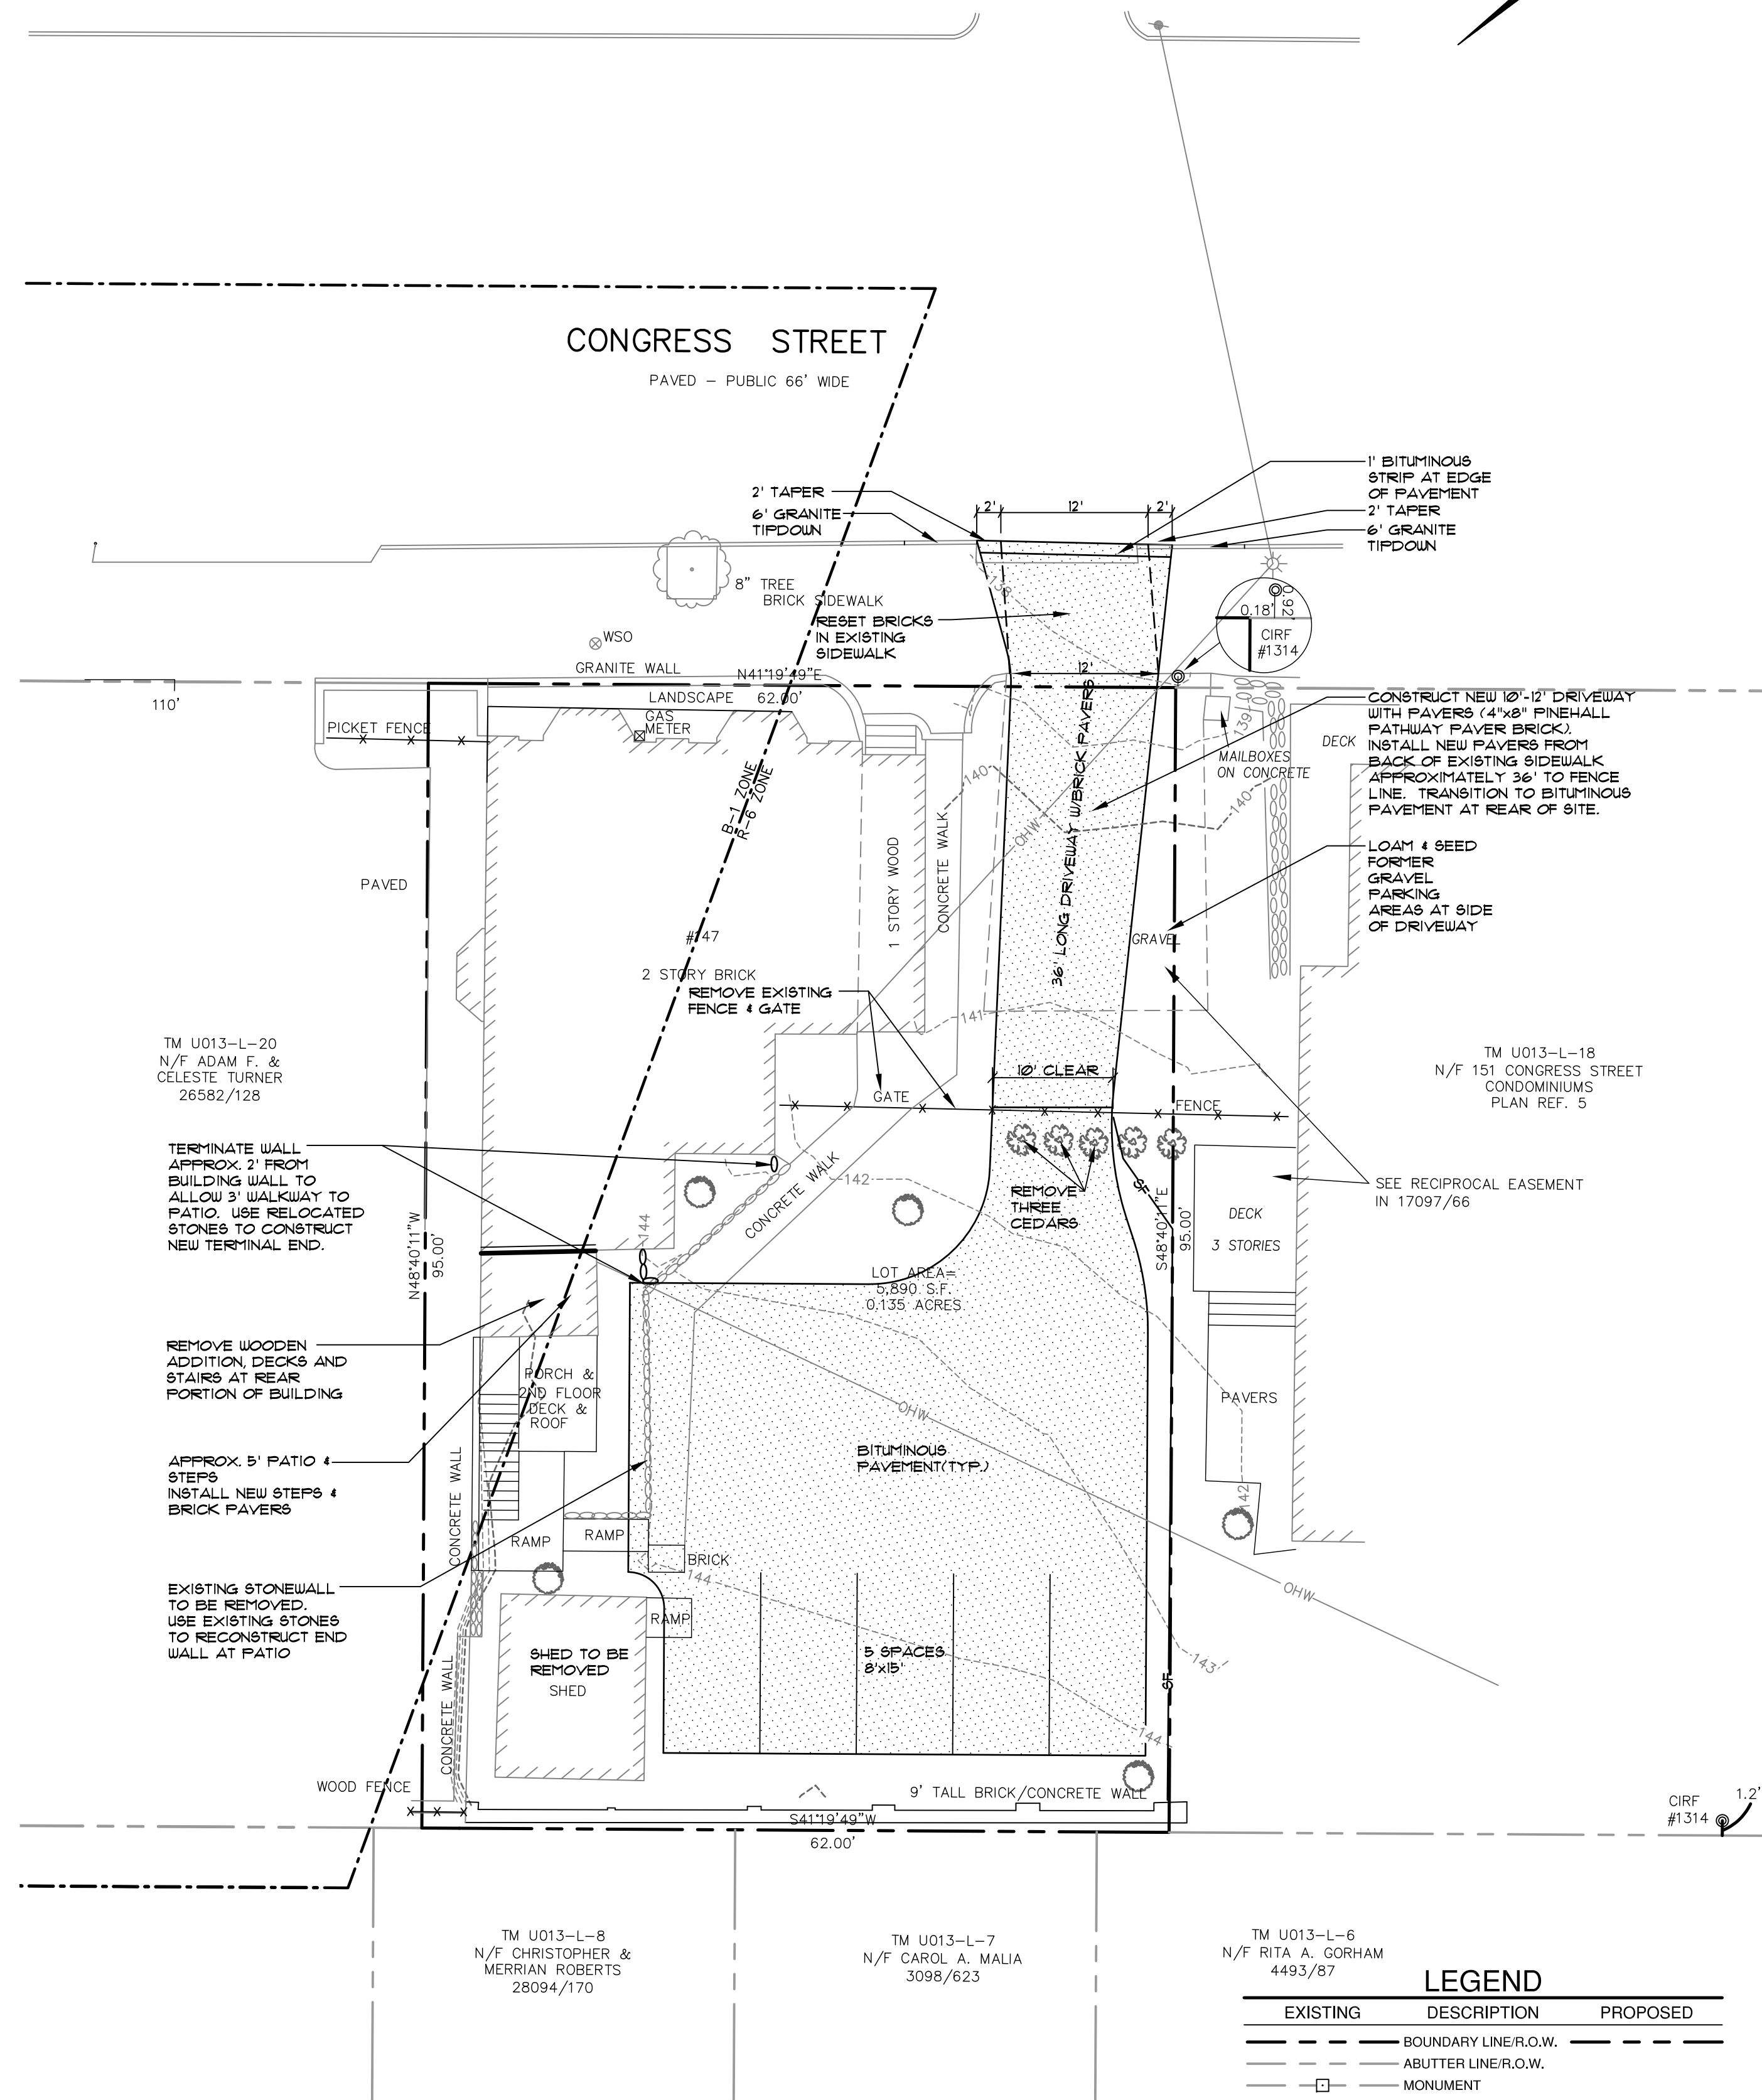 CONGRESS STREET
PAVED – PUBLIC 66' WIDE
2' TAPER
6' GRANITE
TIPDOWN
2'
12'
2'
1' BITUMINOUS
STRIP AT EDGE
OF PAVEMENT
2' TAPER
6' GRANITE
TIPDOWN
8" TREE
BRICK SIDEWALK
138
RESET BRICKS
IN EXISTING
SIDEWALK
0.92'
0.18'
CIRF
#1314
WSO
GRANITE WALL
N41°19'49"E
62.00'
LANDSCAPE
12'
110'
PICKET FENCE
GAS
METER
CONSTRUCT NEW 10'-12' DRIVEWAY
WITH PAVERS (4"x8" PINEHALL
PATHWAY PAVER BRICK).
INSTALL NEW PAVERS FROM
BACK OF EXISTING SIDEWALK
APPROXIMATELY 36' TO FENCE
LINE. TRANSITION TO BITUMINOUS
PAVEMENT AT REAR OF SITE.
139
DECK
MAILBOXES
ON CONCRETE
B-1 ZONE
R-6 ZONE
140
140
OHW
36' LONG DRIVEWAY W/BRICK PAVERS
CONCRETE WALK
1 STORY WOOD
PAVED
LOAM & SEED
FORMER
GRAVEL
PARKING
AREAS AT SIDE
OF DRIVEWAY
#147
2 STORY BRICK
GRAVEL
REMOVE EXISTING
FENCE & GATE
141
TM U013-L-20
N/F ADAM F. &
CELESTE TURNER
26582/128
TM U013-L-18
N/F 151 CONGRESS STREET
CONDOMINIUMS
PLAN REF. 5
10' CLEAR
GATE
FENCE
TERMINATE WALL
APPROX. 2' FROM
BUILDING WALL TO
ALLOW 3' WALKWAY TO
PATIO. USE RELOCATED
STONES TO CONSTRUCT
NEW TERMINAL END.
142
CONCRETE WALK
REMOVE
THREE
CEDARS
SF
SEE RECIPROCAL EASEMENT
IN 17097/66
DECK
3 STORIES
144
N48°40'11"W
95.00'
S48°40'11"E
95.00'
LOT AREA=
5,890 S.F.
0.135 ACRES
REMOVE WOODEN
ADDITION, DECKS AND
STAIRS AT REAR
PORTION OF BUILDING
PORCH &
2ND FLOOR
DECK &
ROOF
OHW
PAVERS
BITUMINOUS
PAVEMENT(TYP.)
APPROX. 5' PATIO &
STEPS
INSTALL NEW STEPS &
BRICK PAVERS
CONCRETE WALL
142
RAMP
RAMP
BRICK
144
OHW
EXISTING STONEWALL
TO BE REMOVED.
USE EXISTING STONES
TO RECONSTRUCT END
WALL AT PATIO
RAMP
SHED TO BE
REMOVED
SHED
5 SPACES
8'x15'
143
SF
CONCRETE WALL
144
WOOD FENCE
9' TALL BRICK/CONCRETE WALL
S41°19'49"W
62.00'
CIRF
#1314
1.2'
TM U013-L-8
N/F CHRISTOPHER &
MERRIAN ROBERTS
28094/170
TM U013-L-7
N/F CAROL A. MALIA
3098/623
TM U013-L-6
N/F RITA A. GORHAM
4493/87
LEGEND
EXISTING DESCRIPTION PROPOSED
BOUNDARY LINE/R.O.W.
ABUTTER LINE/R.O.W.
MONUMENT